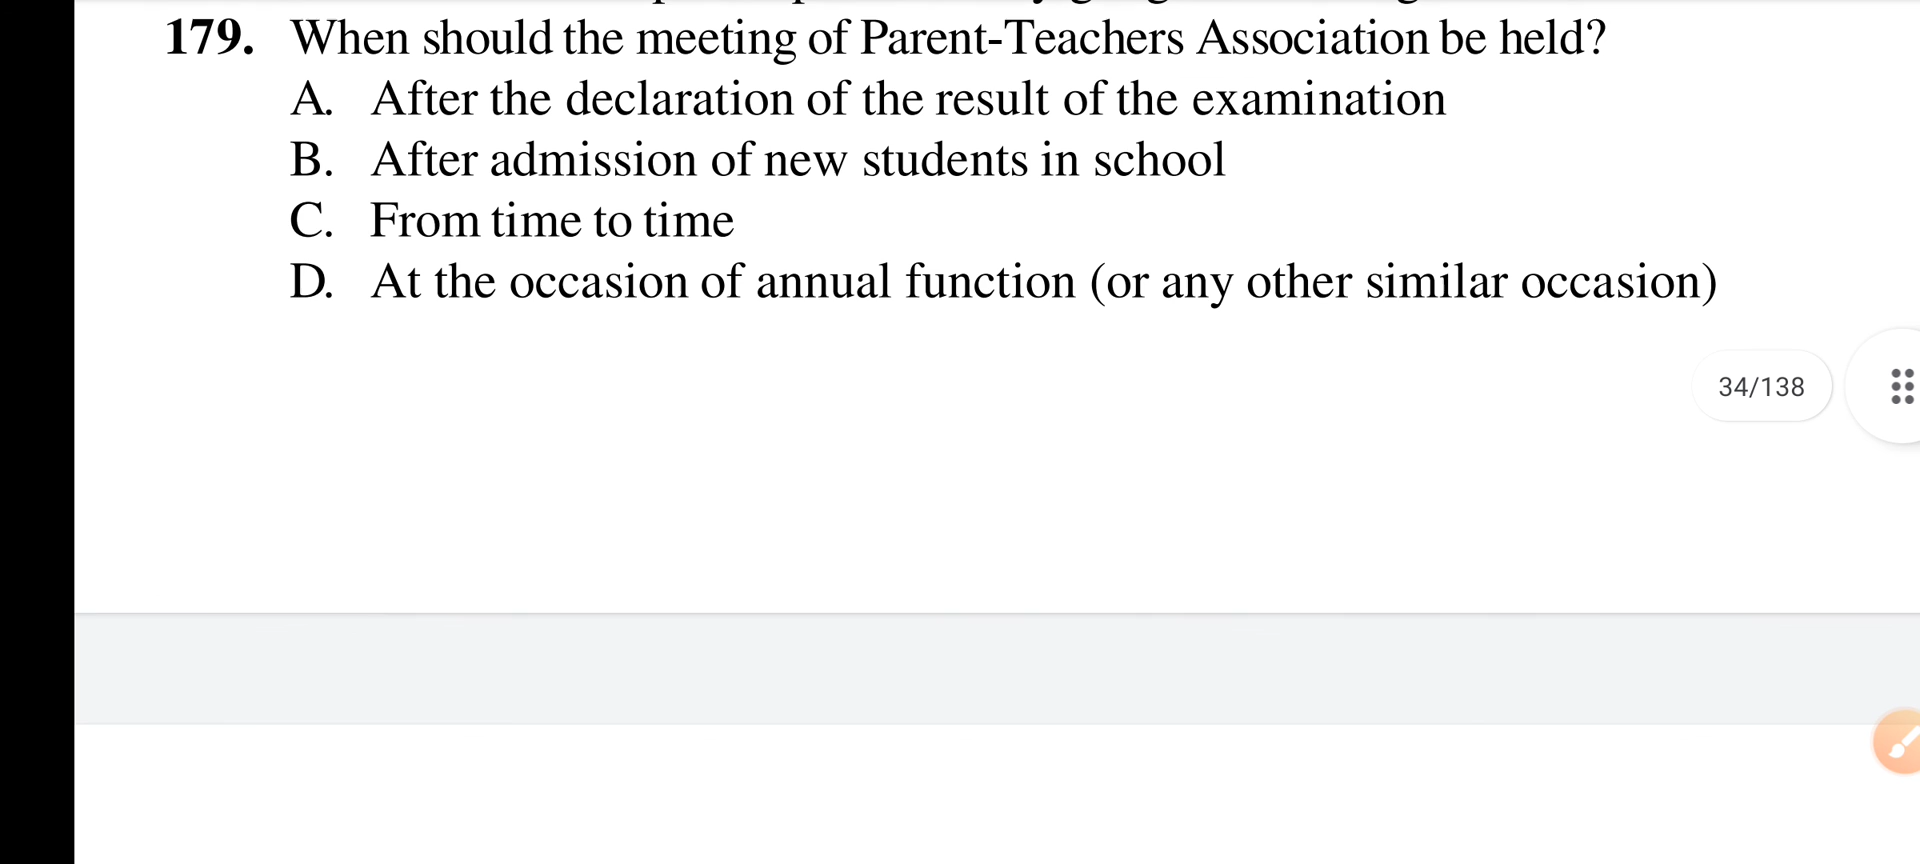 179. When should the meeting of Parent-Teachers Association be held?
A. After the declaration of the result of the examination
B. After admission of new students in school
C. From time to time
D. At the occasion of annual function (or any other similar occasion)
34/138